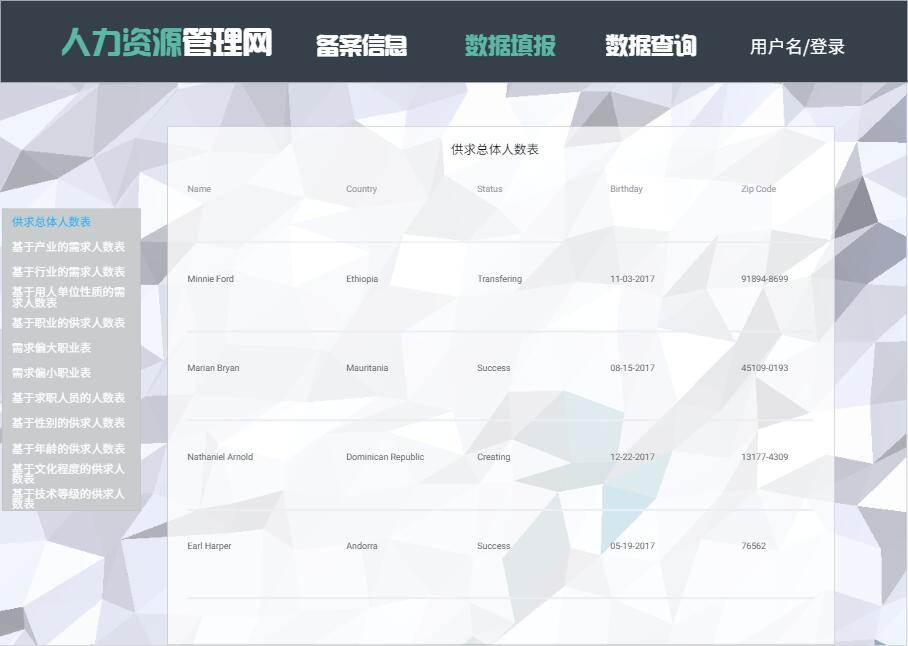 人力资源管理网 备案信息 数据填报 数据查询 用户名/登录
供求总体人数表
基于产业的需求人数表
基于行业的需求人数表
基于用人单位性质的需
求人数表
基于职业的供求人数表
需求偏大职业表
需求偏小职业表
基于求职人员的人数表
基于性别的供求人数表
基于年龄的供求人数表
基于文化程度的供求人
数表
基于技术等级的供求人
数表
供求总体人数表
Name Country Status Birthday Zip Code
Minnie Ford Ethiopia Transfering 11-03-2017 91894-8699
Marian Bryan Mauritania Success 08-15-2017 45109-0193
Nathaniel Arnold Dominican Republic Creating 12-22-2017 13177-4309
Earl Harper Andorra Success 05-19-2017 76562